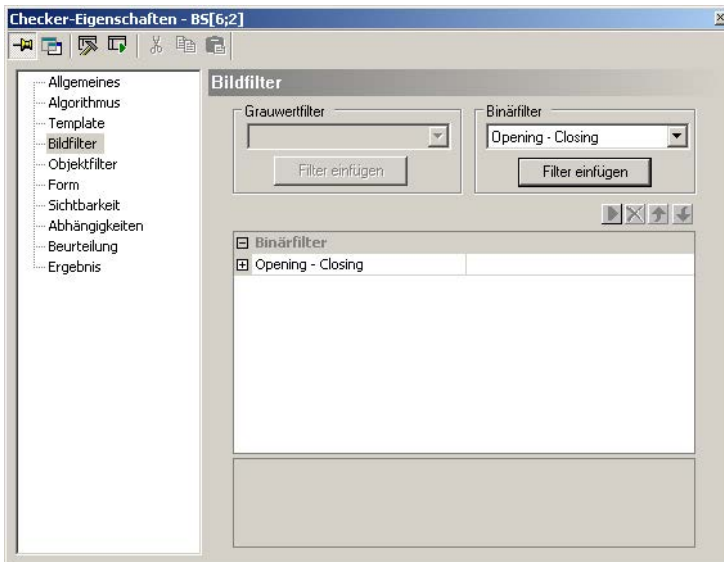 Checker-Eigenschaften - BS[6;2]
Allgemeines
Algorithmus
Template
Bildfilter
Objektfilter
Form
Sichtbarkeit
Abhängigkeiten
Beurteilung
Ergebnis
Bildfilter
Grauwertfilter
Filter einfügen
Binärfilter
Opening - Closing
Filter einfügen
Binärfilter
Opening - Closing